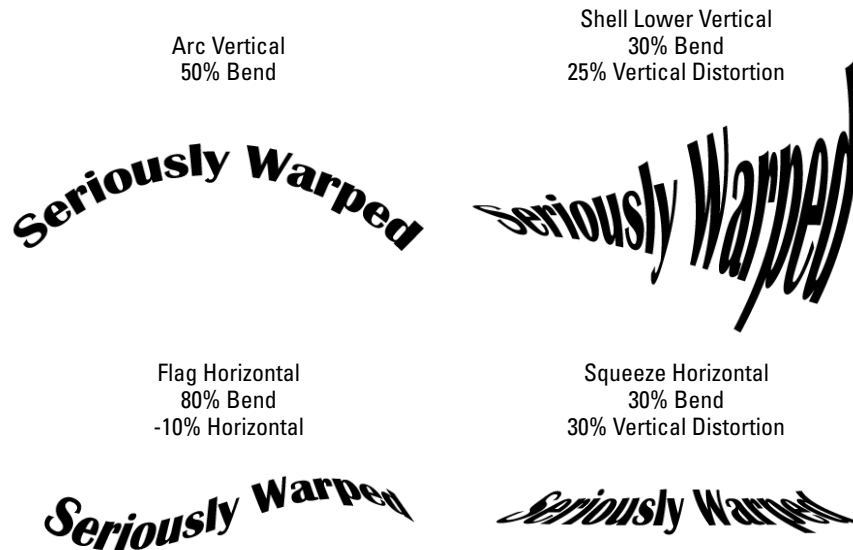 Arc Vertical
50% Bend
Seriously Warped
Shell Lower Vertical
30% Bend
25% Vertical Distortion
Seriously Warped
Flag Horizontal
80% Bend
-10% Horizontal
Seriously Warped
Squeeze Horizontal
30% Bend
30% Vertical Distortion
Seriously Warped